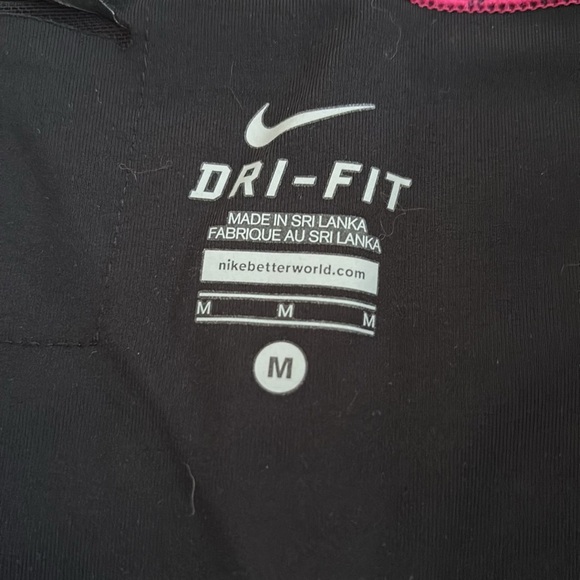 DRI-FIT
MADE IN SRI LANKA
FABRIQUE AU SRI LANKA
nikebetterworld.com
M M M
M